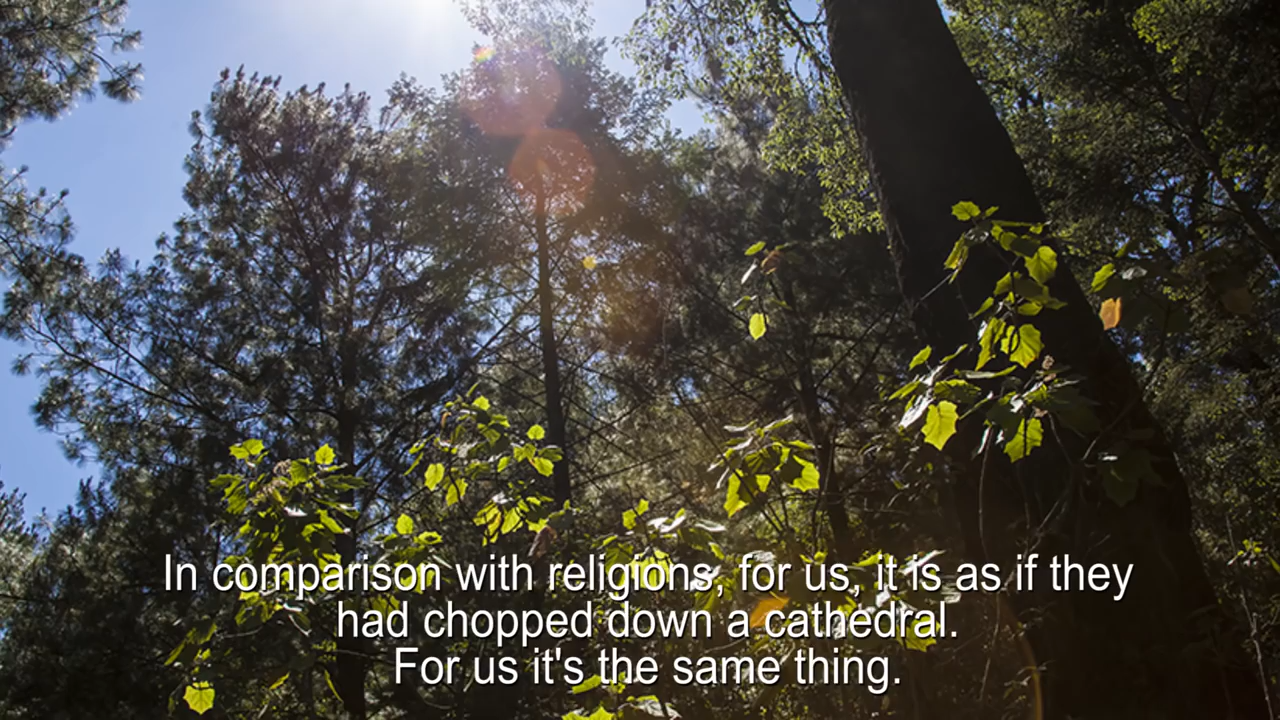 In comparison with religions, for us, it is as if they
had chopped down a cathedral.
For us it's the same thing.